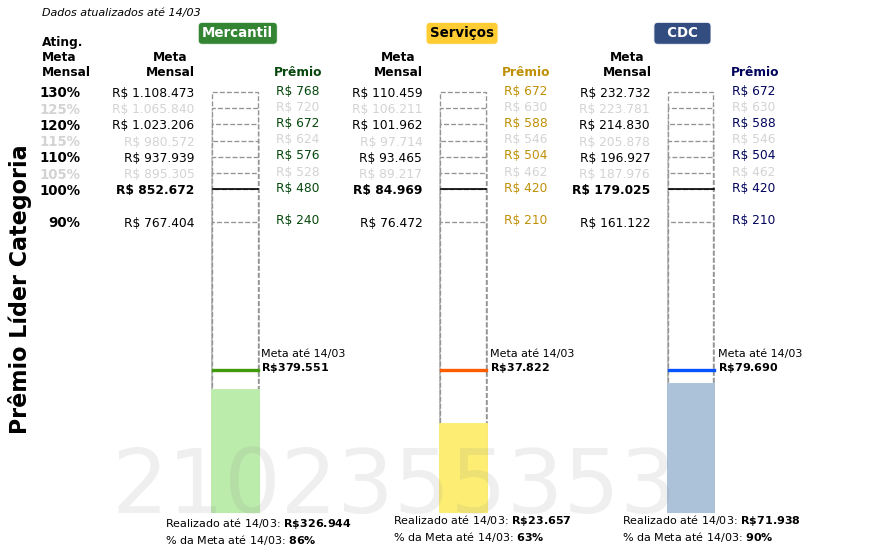 Dados atualizados até 14/03
Mercantil Serviços CDC
Ating.
Meta Meta Meta Meta
Mensal Mensal Prêmio Mensal Prêmio Mensal Prêmio
130% R$ 1.108.473 R$ 768 R$ 110.459 R$ 672 R$ 232.732 R$ 672
125% R$ 1.065.840 R$ 720 R$ 106.211 R$ 630 R$ 223.781 R$ 630
120% R$ 1.023.206 R$ 672 R$ 101.962 R$ 588 R$ 214.830 R$ 588
115% R$ 980.572 R$ 624 R$ 97.714 R$ 546 R$ 205.878 R$ 546
110% R$ 937.939 R$ 576 R$ 93.465 R$ 504 R$ 196.927 R$ 504
105% R$ 895.305 R$ 528 R$ 89.217 R$ 462 R$ 187.976 R$ 462
100% R$ 852.672 R$ 480 R$ 84.969 R$ 420 R$ 179.025 R$ 420
90% R$ 767.404 R$ 240 R$ 76.472 R$ 210 R$ 161.122 R$ 210
Prêmio Líder Categoria
Meta até 14/03 Meta até 14/03 Meta até 14/03
R$379.551 R$37.822 R$79.690
2102355353
Realizado até 14/03: R$326.944 Realizado até 14/03: R$23.657 Realizado até 14/03: R$71.938
% da Meta até 14/03: 86% % da Meta até 14/03: 63% % da Meta até 14/03: 90%